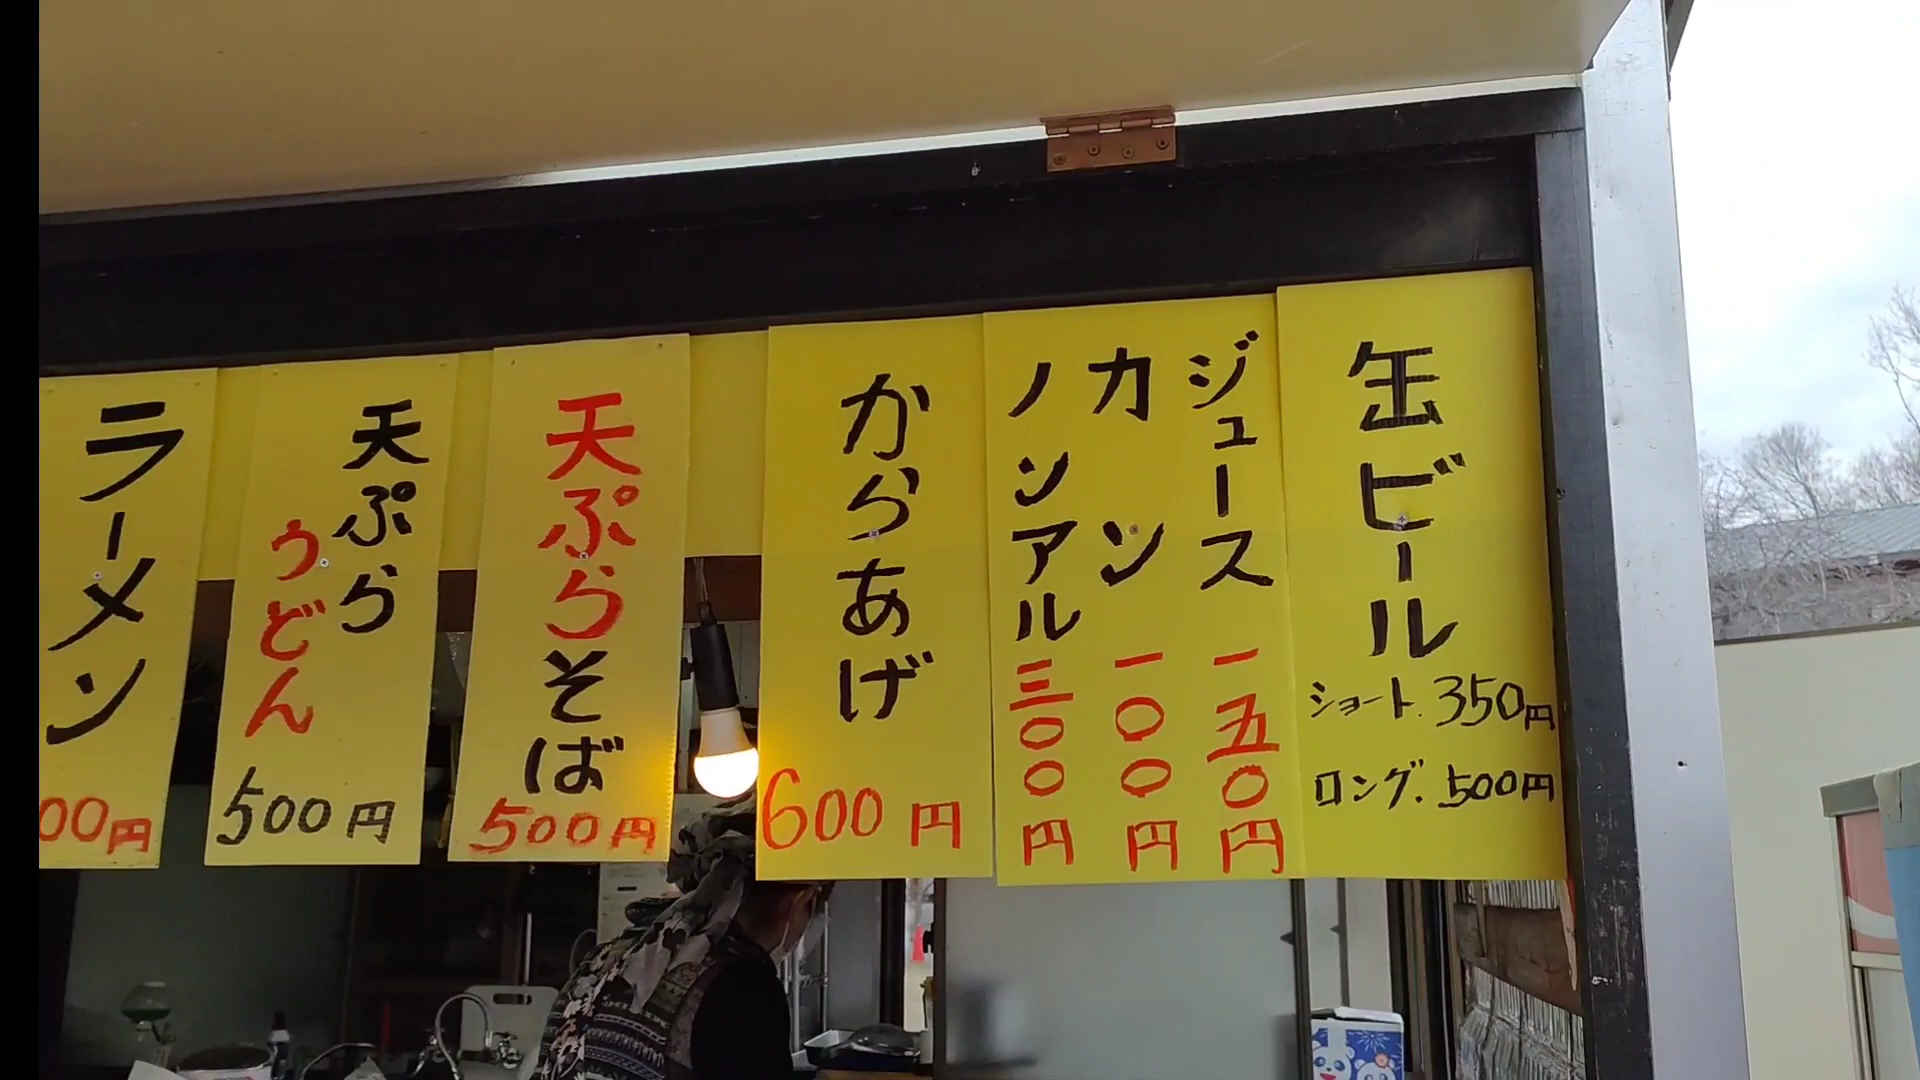 缶ビール
ショート.350円
ロング.500円
ジュース 一五〇円
カン 一〇〇円
ノンアル 三〇〇円
からあげ
600円
天ぷらそば
500円
天ぷら
うどん
500円
ラーメン
00円